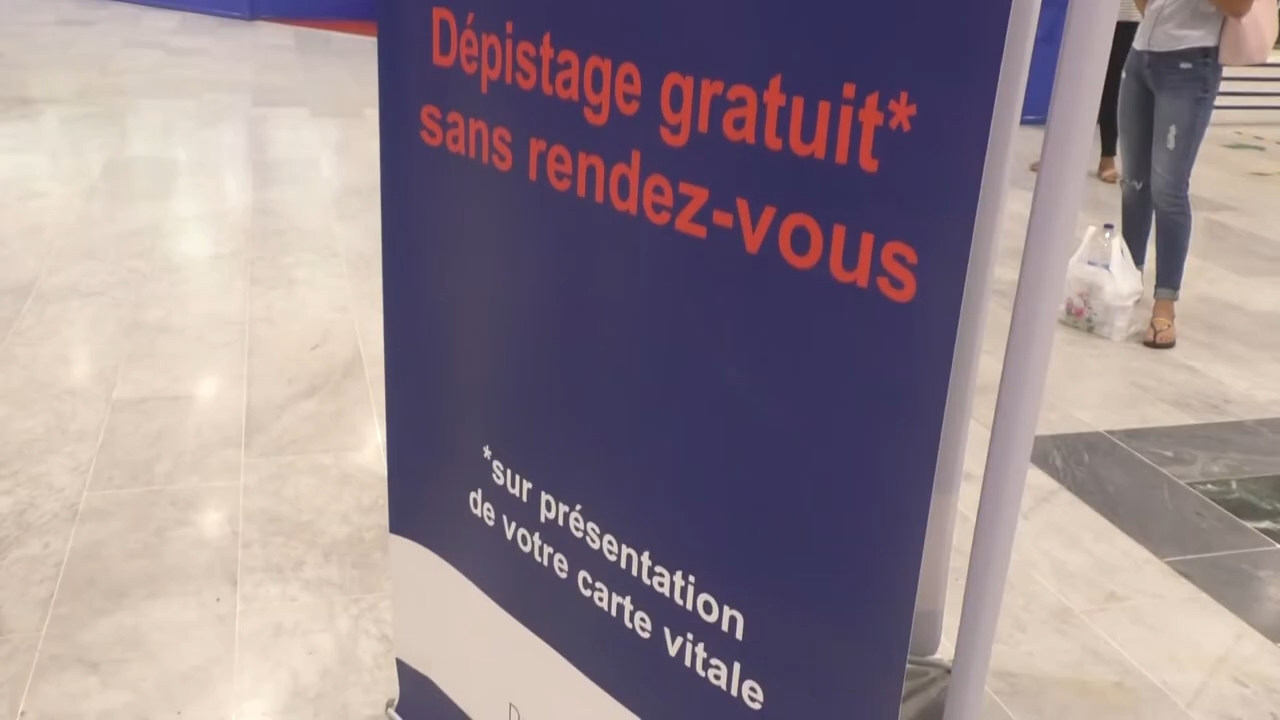 Dépistage gratuit*
sans rendez-vous
*sur présentation
de votre carte vitale